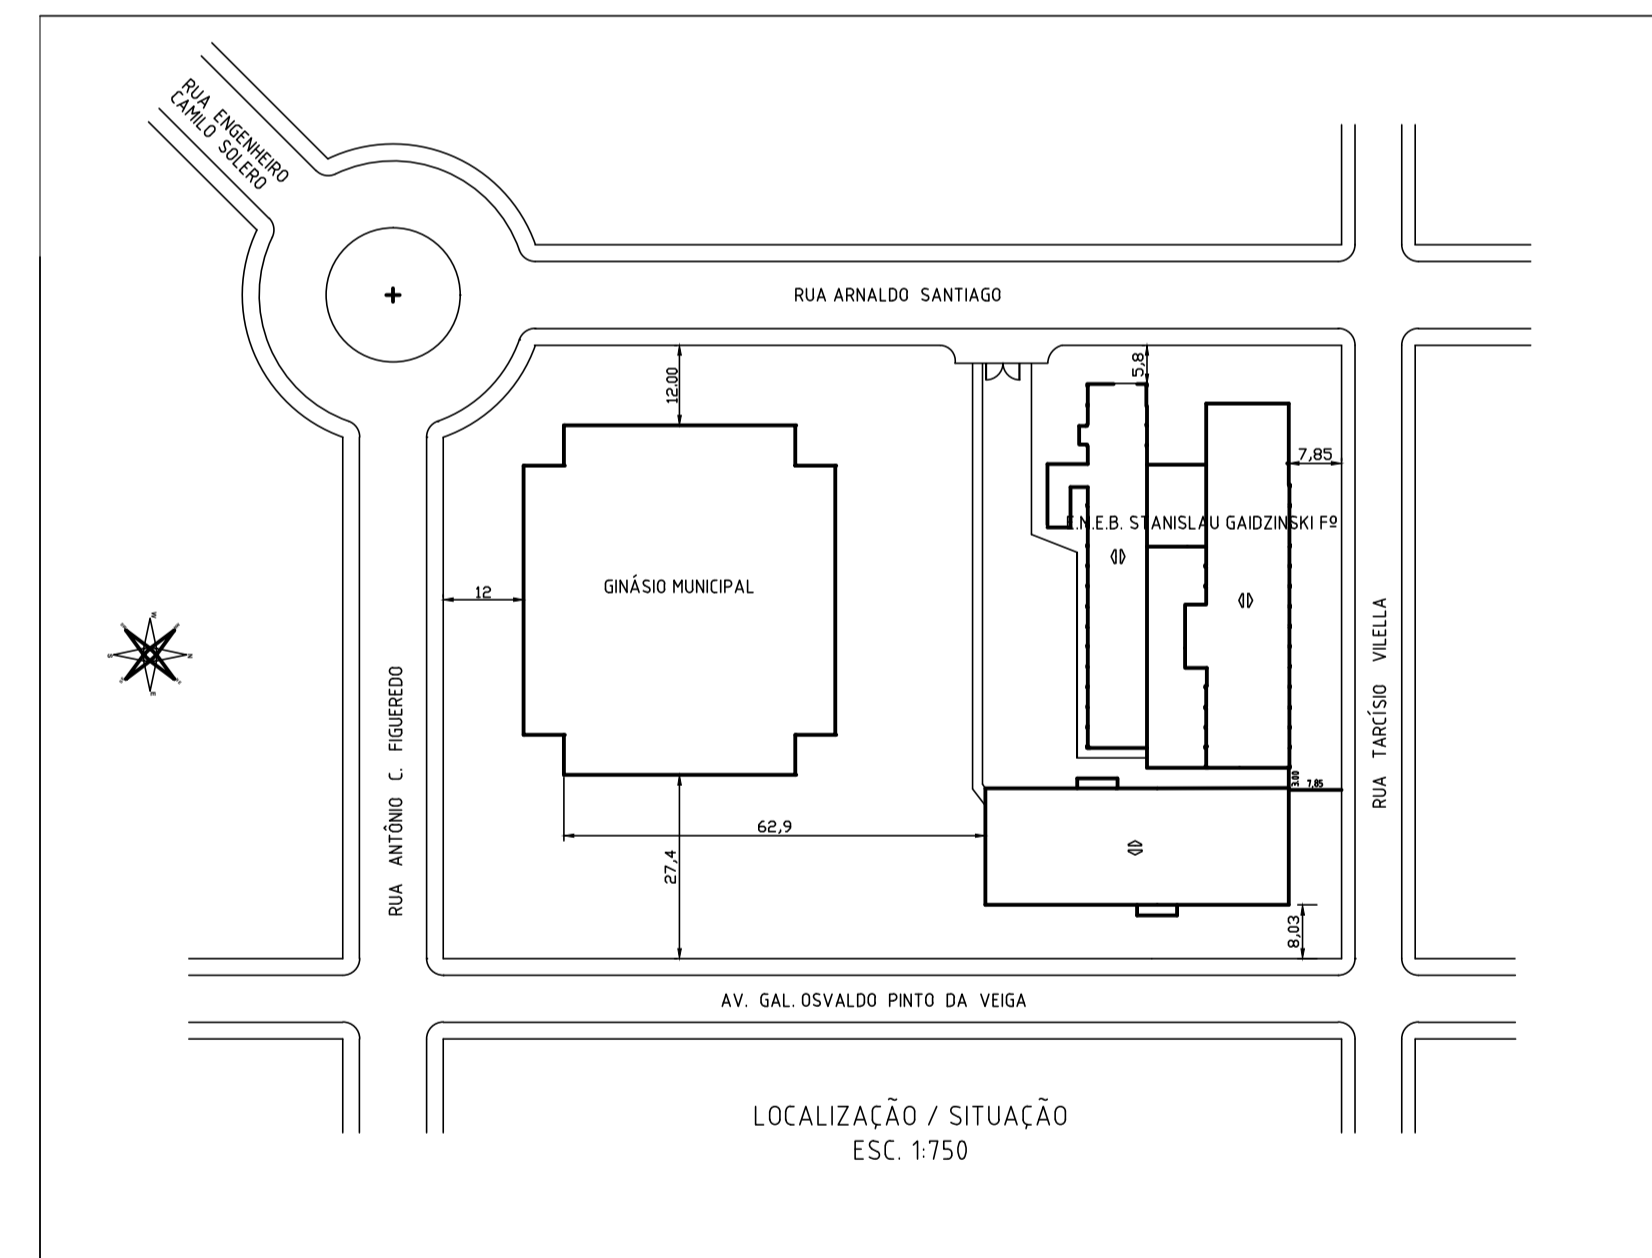 RUA ENGENHEIRO
CAMILO SOLERO
RUA ARNALDO SANTIAGO
12.00
5,8
7,85
E.M.E.B. STANISLAU GAIDZINSKI Fº
GINÁSIO MUNICIPAL
12
RUA ANTÔNIO C. FIGUEREDO
RUA TARCÍSIO VILELLA
3.00
7,85
62,9
27,4
8,03
AV. GAL. OSVALDO PINTO DA VEIGA
LOCALIZAÇÃO / SITUAÇÃO
ESC. 1:750